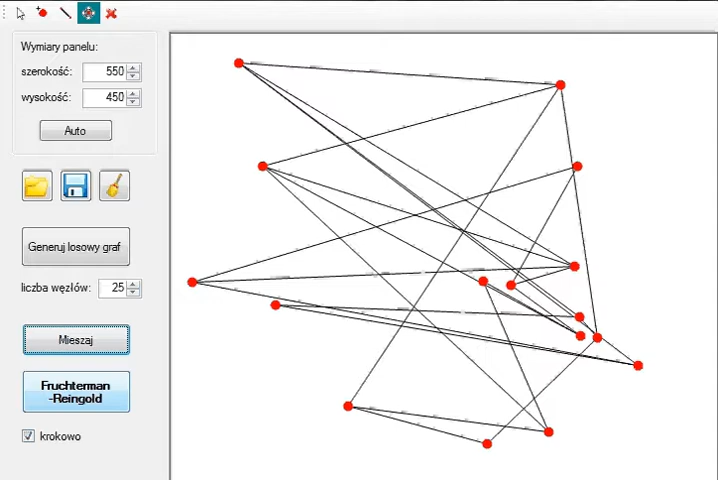 Wymiary panelu:
szerokość: 550
wysokość: 450
Auto
Generuj losowy graf
liczba węzłów: 25
Mieszaj
Fruchterman
-Reingold
krokowo